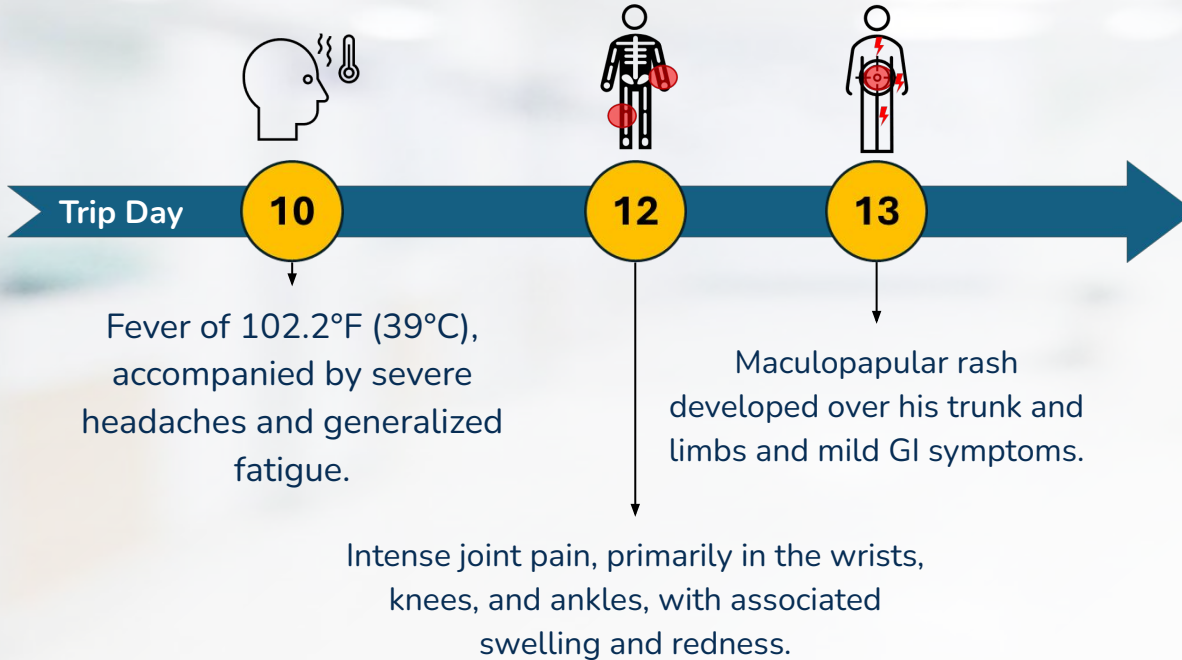 Trip Day
10
12
13
Fever of 102.2°F (39°C),
accompanied by severe
headaches and generalized
fatigue.
Maculopapular rash
developed over his trunk and
limbs and mild GI symptoms.
Intense joint pain, primarily in the wrists,
knees, and ankles, with associated
swelling and redness.